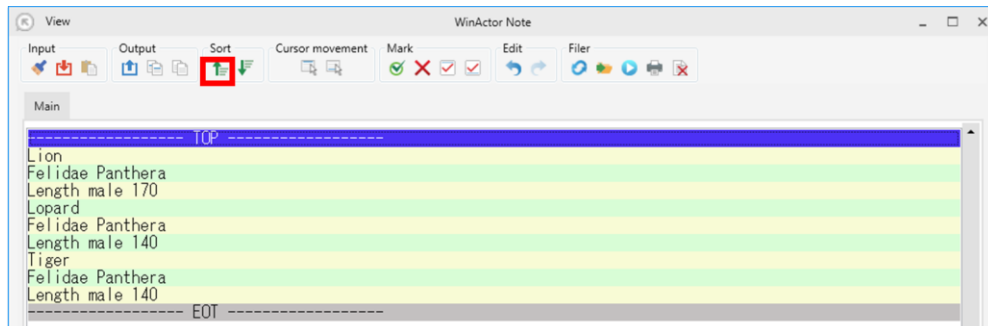 View WinActor Note
Input Output Sort Cursor movement Mark Edit Filer
Main
------------------ TOP ------------------
Lion
Felidae Panthera
Length male 170
Lopard
Felidae Panthera
Length male 140
Tiger
Felidae Panthera
Length male 140
------------------ EOT ------------------